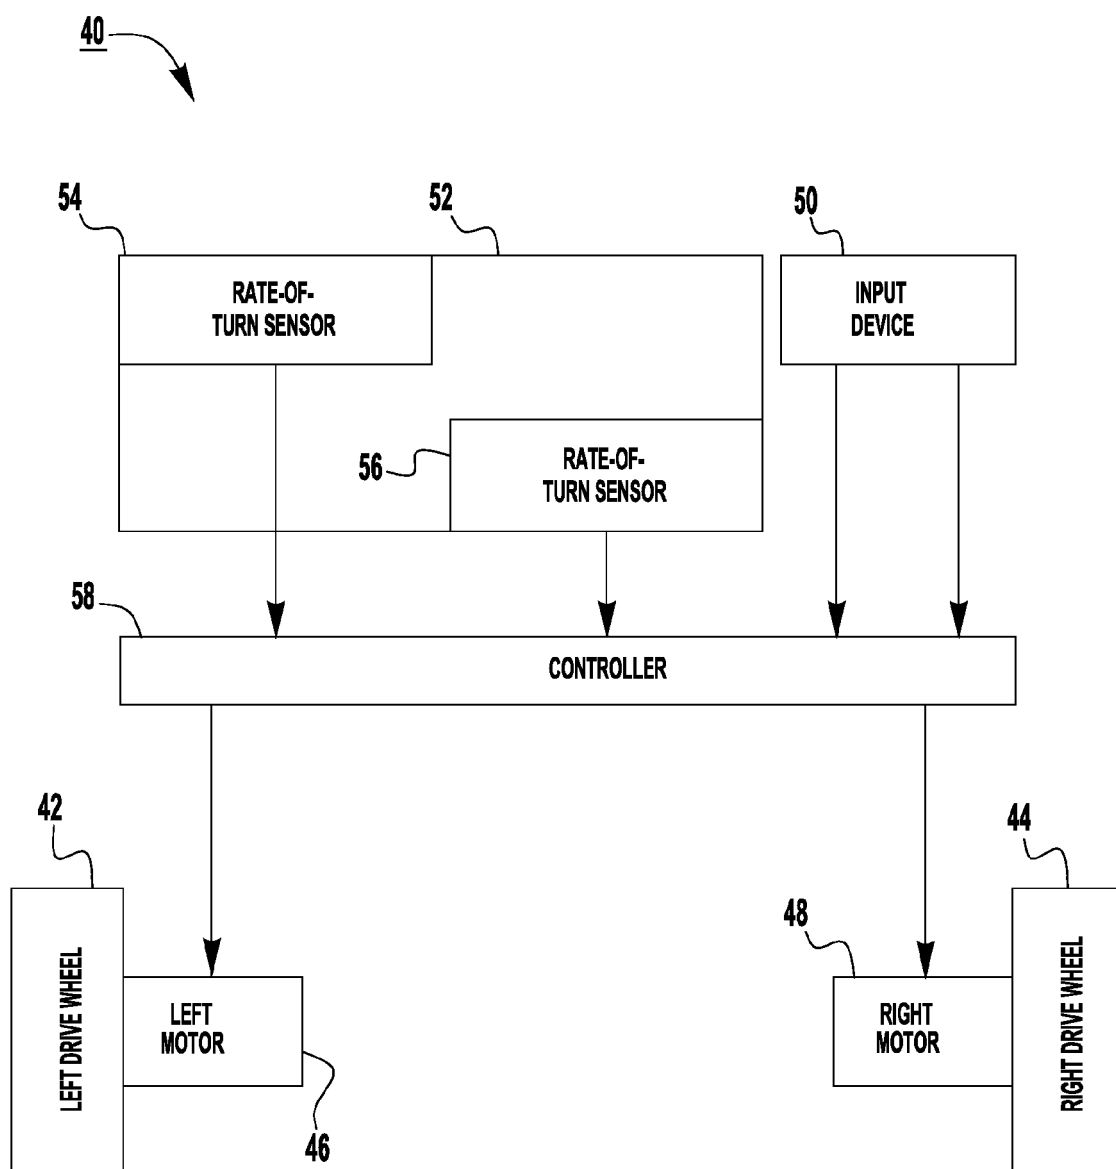 40
54
52
50
RATE-OF-
TURN SENSOR
INPUT
DEVICE
56
RATE-OF-
TURN SENSOR
58
CONTROLLER
42
44
48
LEFT DRIVE WHEEL
LEFT
MOTOR
RIGHT
MOTOR
RIGHT DRIVE WHEEL
46